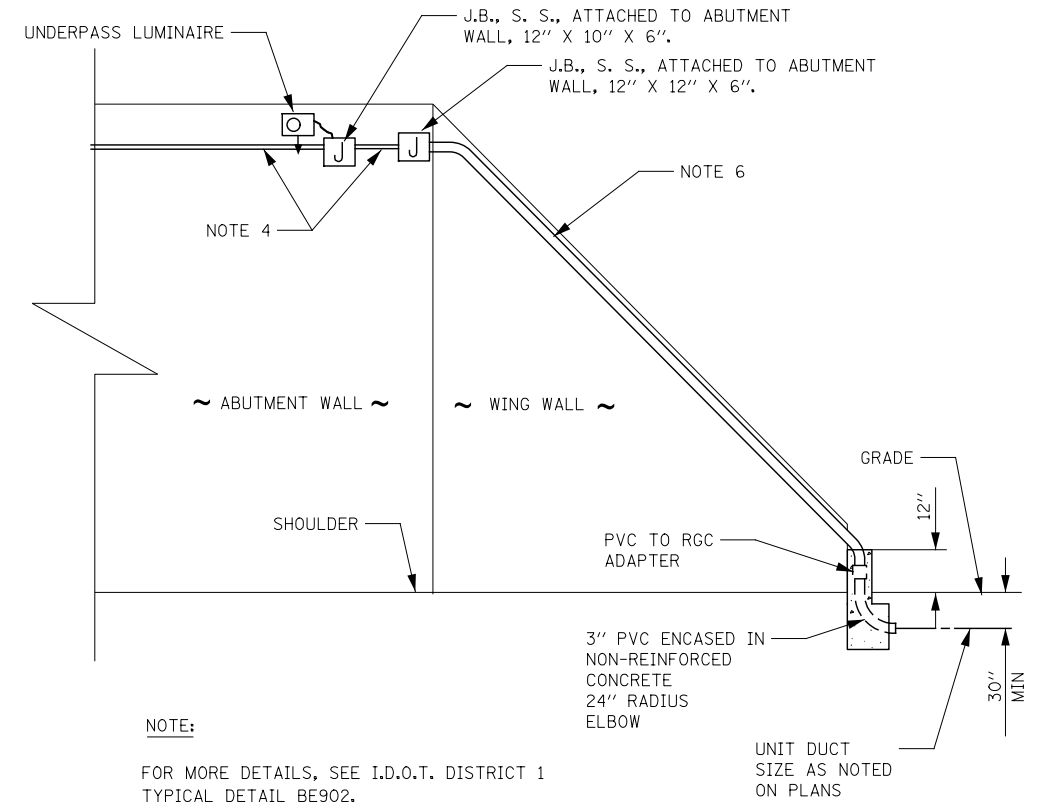 J.B., S. S., ATTACHED TO ABUTMENT
WALL, 12" X 10" X 6".
UNDERPASS LUMINAIRE
J.B., S. S., ATTACHED TO ABUTMENT
WALL, 12" X 12" X 6".
J
J
NOTE 6
NOTE 4
~ ABUTMENT WALL ~
~ WING WALL ~
GRADE
12"
SHOULDER
PVC TO RGC
ADAPTER
3" PVC ENCASED IN
NON-REINFORCED
CONCRETE
24" RADIUS
ELBOW
30"
MIN
NOTE:
UNIT DUCT
SIZE AS NOTED
ON PLANS
FOR MORE DETAILS, SEE I.D.O.T. DISTRICT 1
TYPICAL DETAIL BE902.